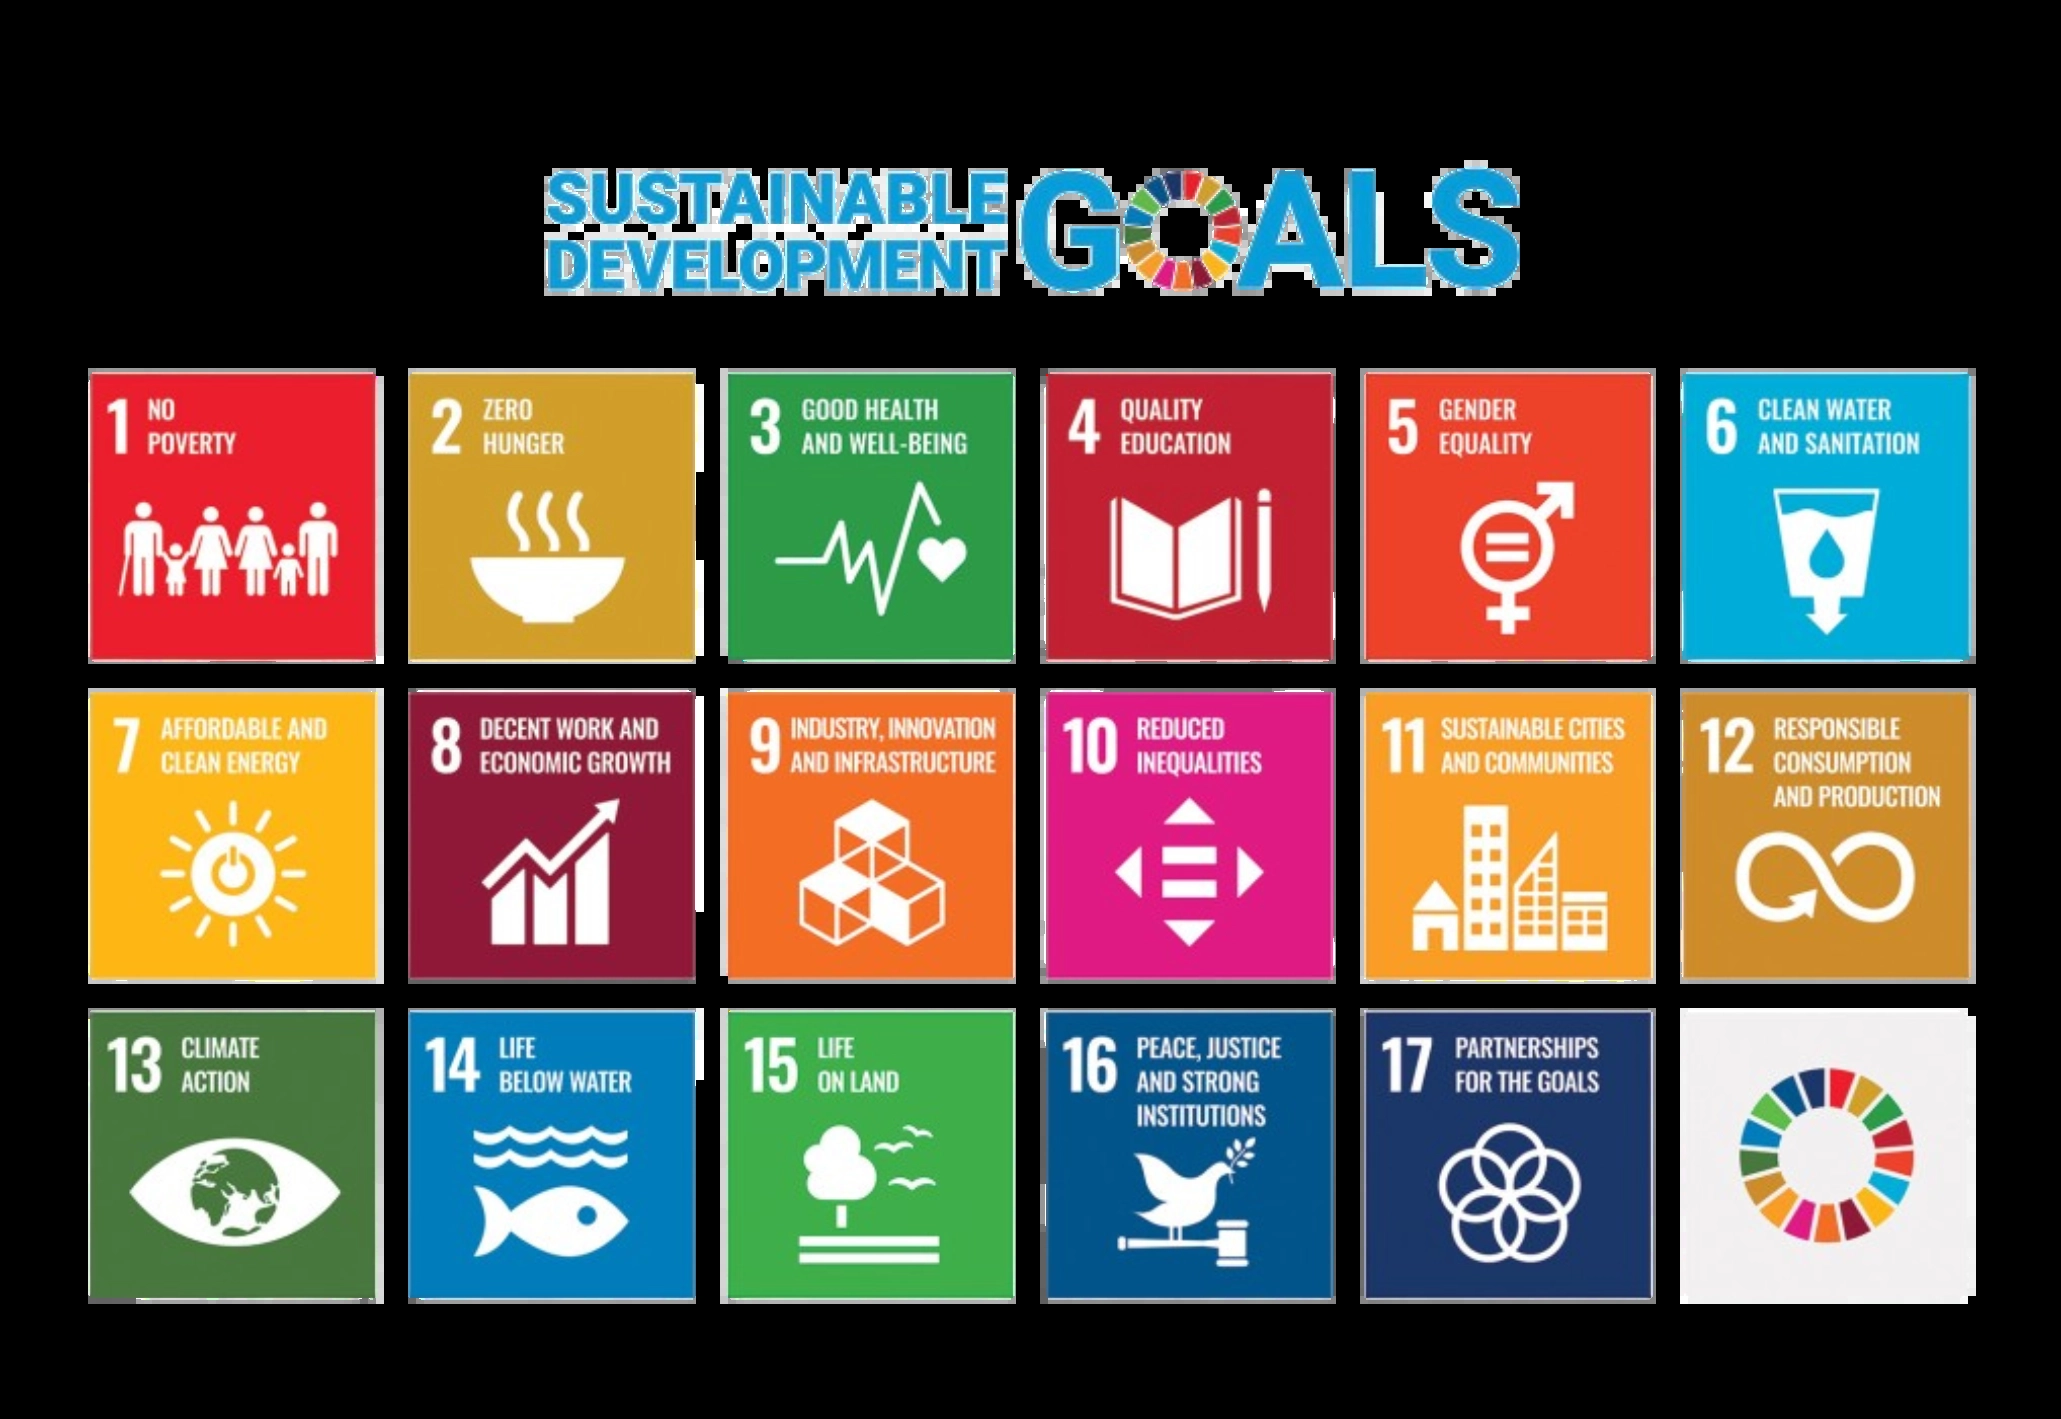 SUSTAINABLE
DEVELOPMENT
GOALS
1 NO
POVERTY
2 ZERO
HUNGER
3 GOOD HEALTH
AND WELL-BEING
4 QUALITY
EDUCATION
5 GENDER
EQUALITY
6 CLEAN WATER
AND SANITATION
7 AFFORDABLE AND
CLEAN ENERGY
8 DECENT WORK AND
ECONOMIC GROWTH
9 INDUSTRY, INNOVATION
AND INFRASTRUCTURE
10 REDUCED
INEQUALITIES
11 SUSTAINABLE CITIES
AND COMMUNITIES
12 RESPONSIBLE
CONSUMPTION
AND PRODUCTION
13 CLIMATE
ACTION
14 LIFE
BELOW WATER
15 LIFE
ON LAND
16 PEACE, JUSTICE
AND STRONG
INSTITUTIONS
17 PARTNERSHIPS
FOR THE GOALS